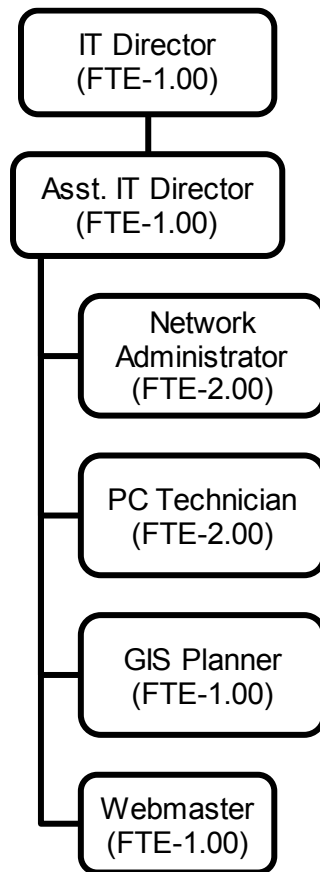 IT Director
(FTE-1.00)
Asst. IT Director
(FTE-1.00)
Network
Administrator
(FTE-2.00)
PC Technician
(FTE-2.00)
GIS Planner
(FTE-1.00)
Webmaster
(FTE-1.00)